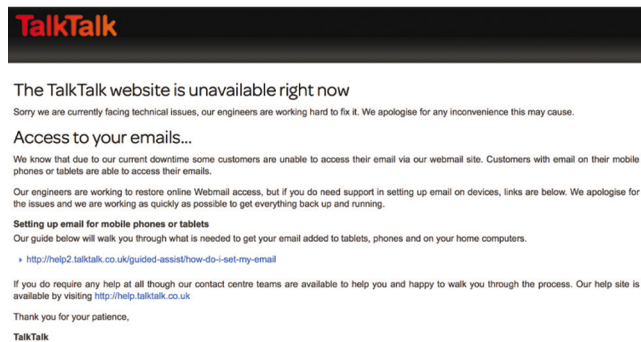 TalkTalk
The TalkTalk website is unavailable right now
Sorry we are currently facing technical issues, our engineers are working hard to fix it. We apologise for any inconvenience this may cause.
Access to your emails...
We know that due to our current downtime some customers are unable to access their email via our webmail site. Customers with email on their mobile
phones or tablets are able to access their emails.
Our engineers are working to restore online Webmail access, but if you do need support in setting up email on devices, links are below. We apologise for
the issues and we are working as quickly as possible to get everything back up and running.
Setting up email for mobile phones or tablets
Our guide below will walk you through what is needed to get your email added to tablets, phones and on your home computers.
http://help2.talktalk.co.uk/guided-assist/how-do-i-set-my-email
If you do require any help at all though our contact centre teams are available to help you and happy to walk you through the process. Our help site is
available by visiting http://help.talktalk.co.uk
Thank you for your patience,
TalkTalk